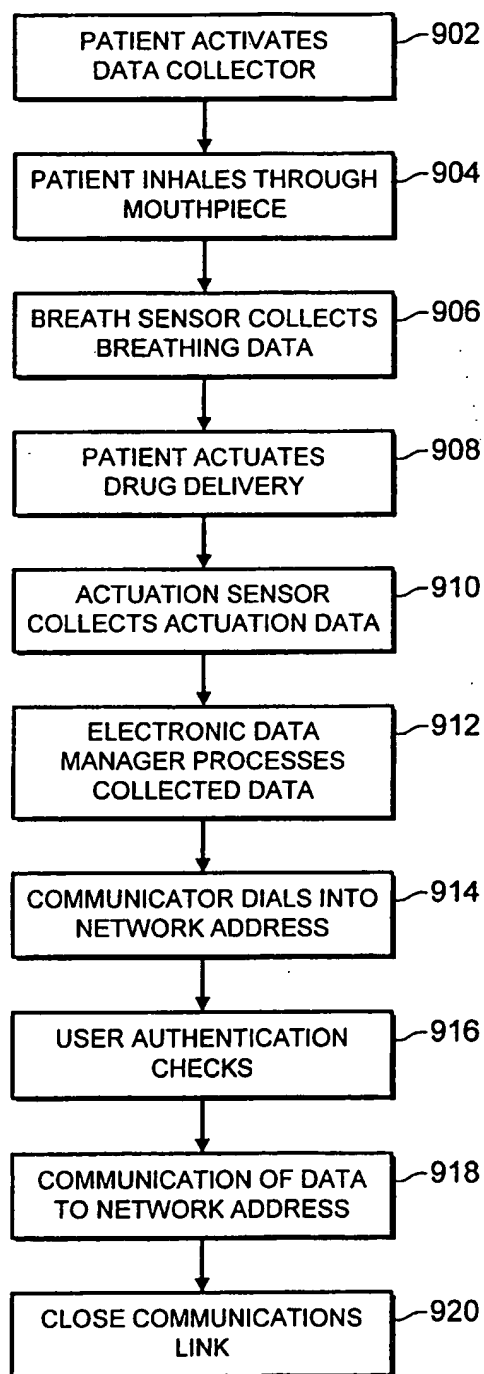 PATIENT ACTIVATES
DATA COLLECTOR
902
PATIENT INHALES THROUGH
MOUTHPIECE
904
BREATH SENSOR COLLECTS
BREATHING DATA
906
PATIENT ACTUATES
DRUG DELIVERY
908
ACTUATION SENSOR
COLLECTS ACTUATION DATA
910
ELECTRONIC DATA
MANAGER PROCESSES
COLLECTED DATA
912
COMMUNICATOR DIALS INTO
NETWORK ADDRESS
914
USER AUTHENTICATION
CHECKS
916
COMMUNICATION OF DATA
TO NETWORK ADDRESS
918
CLOSE COMMUNICATIONS
LINK
920